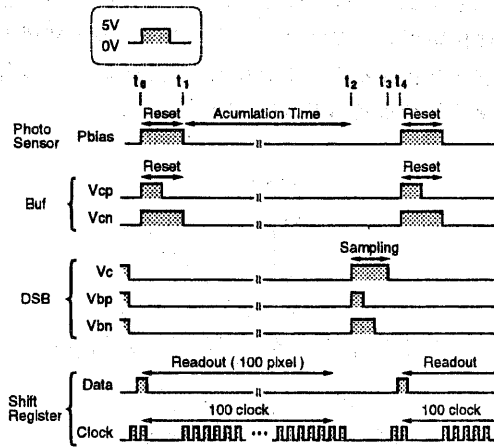 5V
0V
t0 t1 t2 t3 t4
Reset Acumlation Time Reset
Photo Sensor Pbias
Reset Reset
Buf Vcp
Vcn
Sampling
DSB Vc
Vbp
Vbn
Readout ( 100 pixel ) Readout
Shift Register Data
100 clock 100 clock
Clock